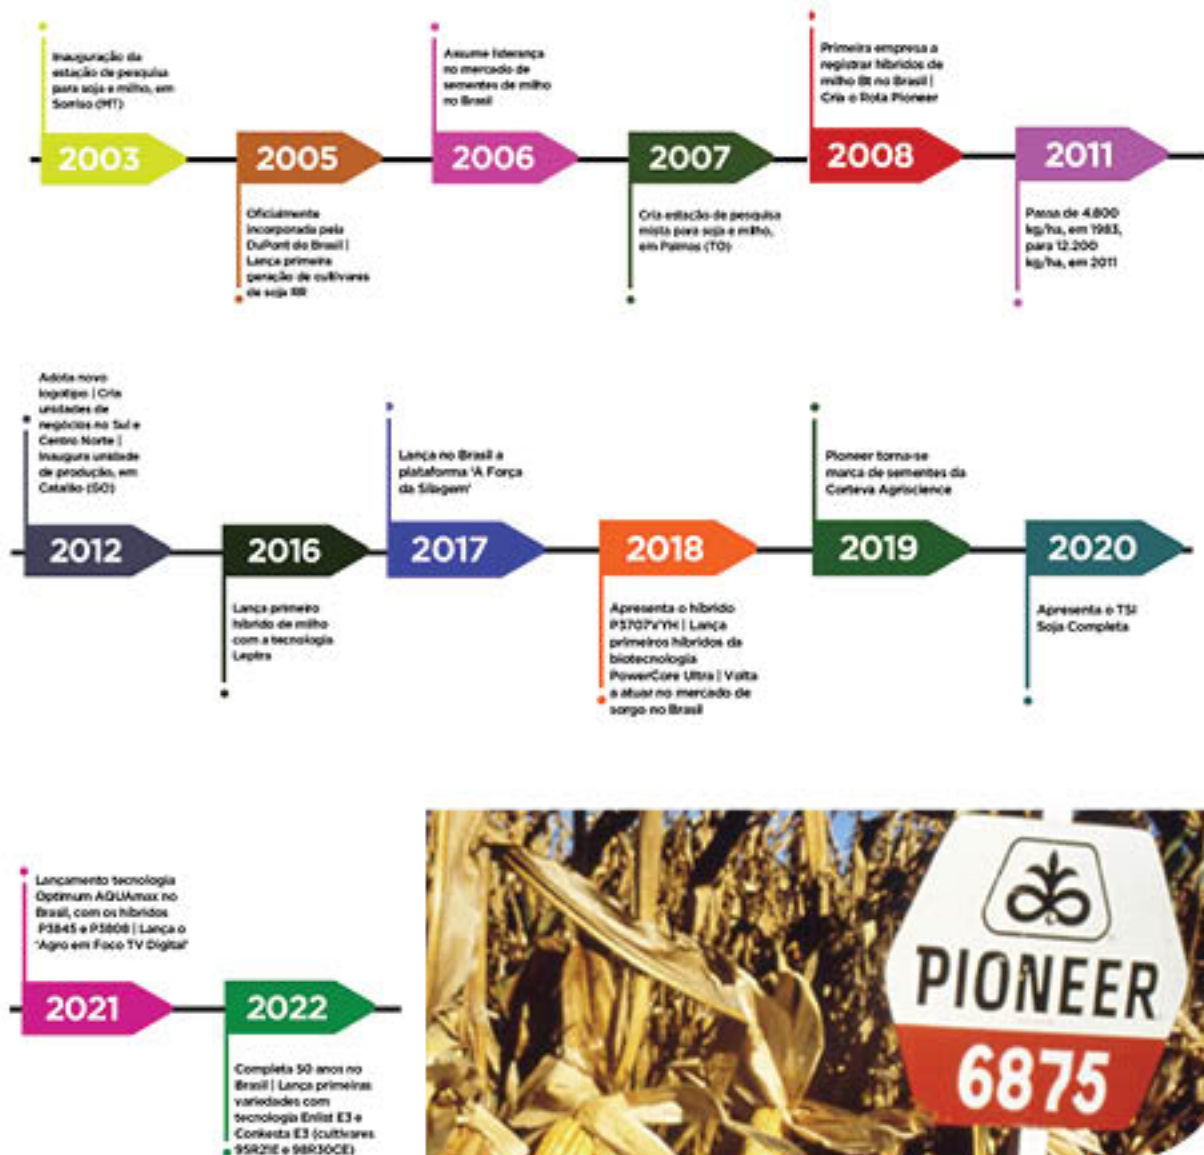 Inauguração da
estação de pesquisa
para soja e milho, em
Sorriso (MT)
2003
2005
Oficialmente
incorporada pela
DuPont do Brasil |
Lança primeira
geração de cultivares
de soja RR
Assume liderança
no mercado de
sementes de milho
no Brasil
2006
2007
Cria estação de pesquisa
mista para soja e milho,
em Palmas (TO)
Primeira empresa a
registrar híbridos de
milho Bt no Brasil |
Cria o Rota Pioneer
2008
2011
Passa de 4.800
kg/ha, em 1983,
para 12.200
kg/ha, em 2011
Adota novo
logotipo | Cria
unidades de
negócios no Sul e
Centro Norte |
Inaugura unidade
de produção, em
Catalão (GO)
2012
2016
Lança primeiro
híbrido de milho
com a tecnologia
Leptra
Lança no Brasil a
plataforma 'A Força
da Silagem'
2017
2018
Apresenta o híbrido
P3707VYH | Lança
primeiros híbridos da
biotecnologia
PowerCore Ultra | Volta
a atuar no mercado de
sorgo no Brasil
Pioneer torna-se
marca de sementes da
Corteva Agriscience
2019
2020
Apresenta o TSI
Soja Completa
Lançamento tecnologia
Optimum AQUAmax no
Brasil, com os híbridos
P3845 e P3808 | Lança o
'Agro em Foco TV Digital'
2021
2022
Completa 50 anos no
Brasil | Lança primeiras
variedades com
tecnologia Enlist E3 e
Conkesta E3 (cultivares
95R21E e 98R30CE)
PIONEER
6875